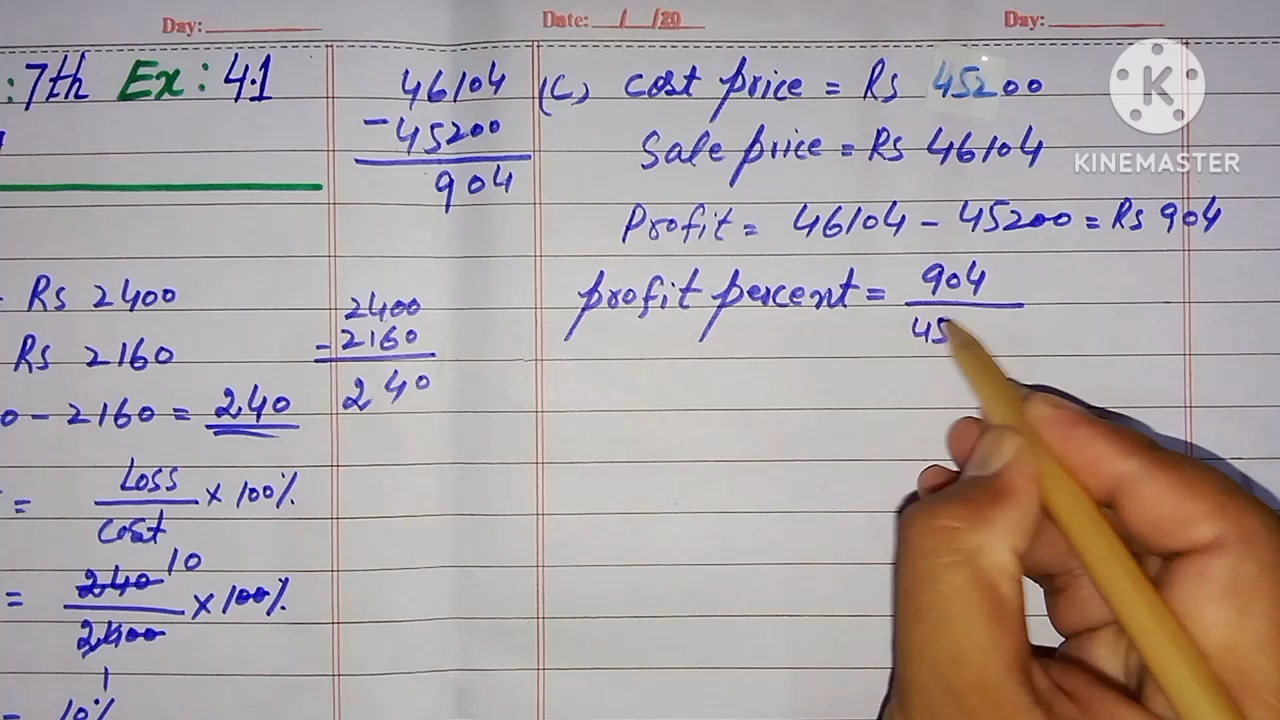 Day:
Date: / /20
Day:
: 7th Ex: 4.1
Rs 2400
Rs 2160
0 - 2160 = 240
= Loss/Cost × 100%
= 240/2400 × 100%
10
1
= 10%
46104
- 45200
904
2400
- 2160
240
(C) Cost price = Rs 45200
Sale price = Rs 46104
Profit = 46104 - 45200 = Rs 904
profit percent = 904
45
K
KINEMASTER